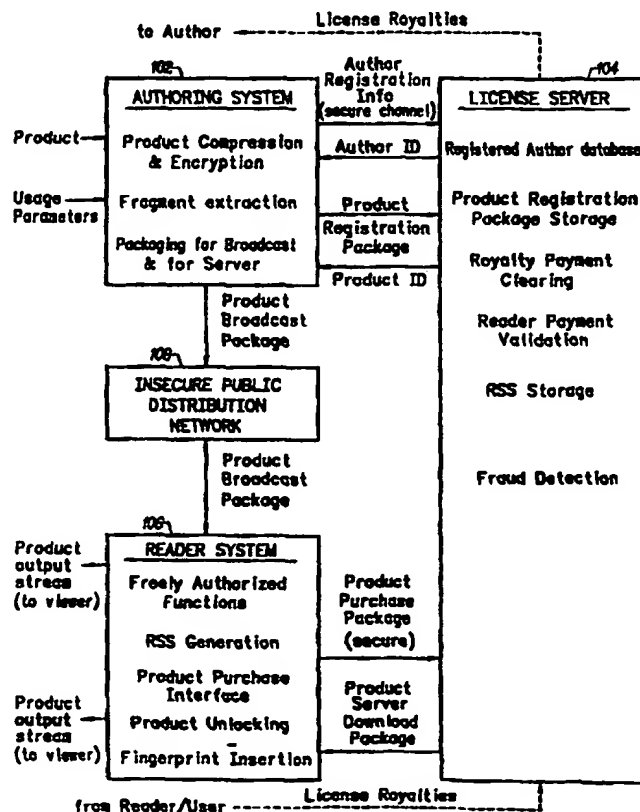 License Royalties
to Author
102
AUTHORING SYSTEM
Product Compression
& Encryption
Fragment extraction
Packaging for Broadcast
& for Server
Product
Usage
Parameters
Author
Registration
Info
(secure channel)
Author ID
Product
Registration
Package
Product ID
104
LICENSE SERVER
Registered Author database
Product Registration
Package Storage
Royalty Payment
Clearing
Reader Payment
Validation
RSS Storage
Fraud Detection
Product
Broadcast
Package
108
INSECURE PUBLIC
DISTRIBUTION
NETWORK
Product
Broadcast
Package
106
READER SYSTEM
Freely Authorized
Functions
RSS Generation
Product Purchase
Interface
Product Unlocking
Fingerprint Insertion
Product
output
stream
(to viewer)
Product
output
stream
(to viewer)
Product
Purchase
Package
(secure)
Product
Server
Download
Package
License Royalties
from Reader/User